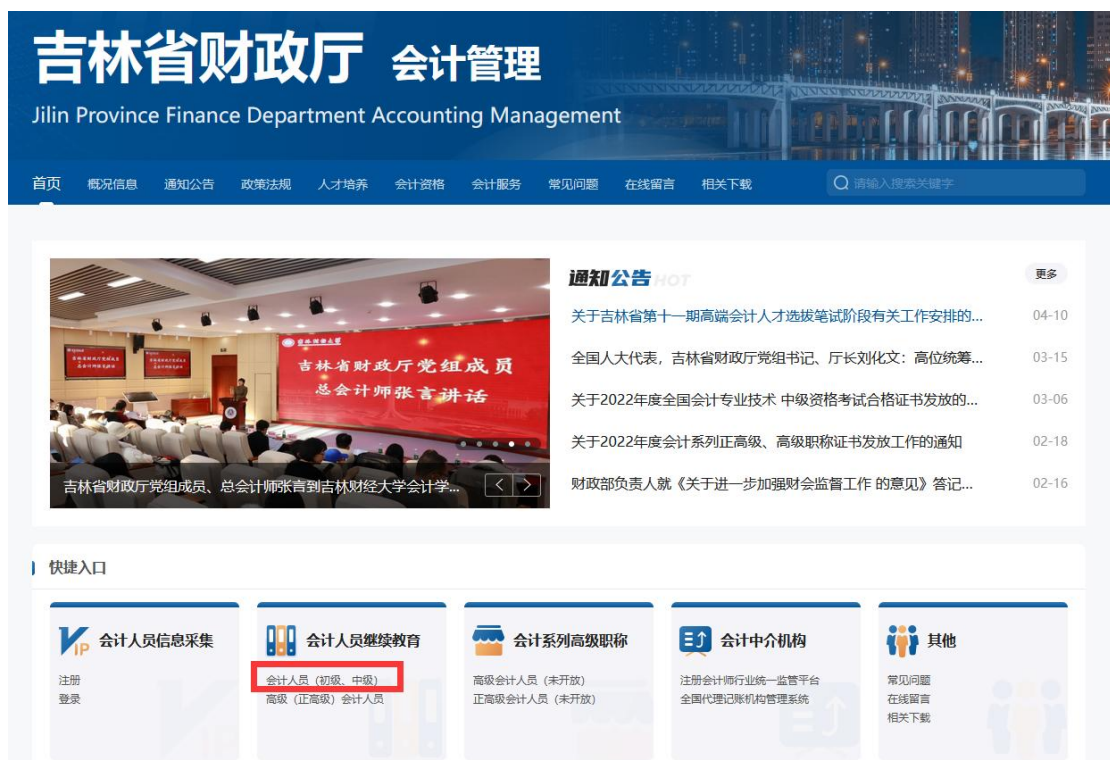 吉林省财政厅 会计管理
Jilin Province Finance Department Accounting Management
首页 概况信息 通知公告 政策法规 人才培养 会计资格 会计服务 常见问题 在线留言 相关下载 请输入搜索关键字
吉林财经大学
吉林省财政厅党组成员
总会计师张言讲话
吉林省财政厅党组成员、总会计师张言到吉林财经大学会计学...
通知公告 HOT 更多
关于吉林省第十一期高端会计人才选拔笔试阶段有关工作安排的... 04-10
全国人大代表，吉林省财政厅党组书记、厅长刘化文：高位统筹... 03-15
关于2022年度全国会计专业技术 中级资格考试合格证书发放的... 03-06
关于2022年度会计系列正高级、高级职称证书发放工作的通知 02-18
财政部负责人就《关于进一步加强财会监督工作 的意见》答记... 02-16
快捷入口
VIP 会计人员信息采集
注册
登录
会计人员继续教育
会计人员（初级、中级）
高级（正高级）会计人员
会计系列高级职称
高级会计人员（未开放）
正高级会计人员（未开放）
会计中介机构
注册会计师行业统一监管平台
全国代理记账机构管理系统
其他
常见问题
在线留言
相关下载